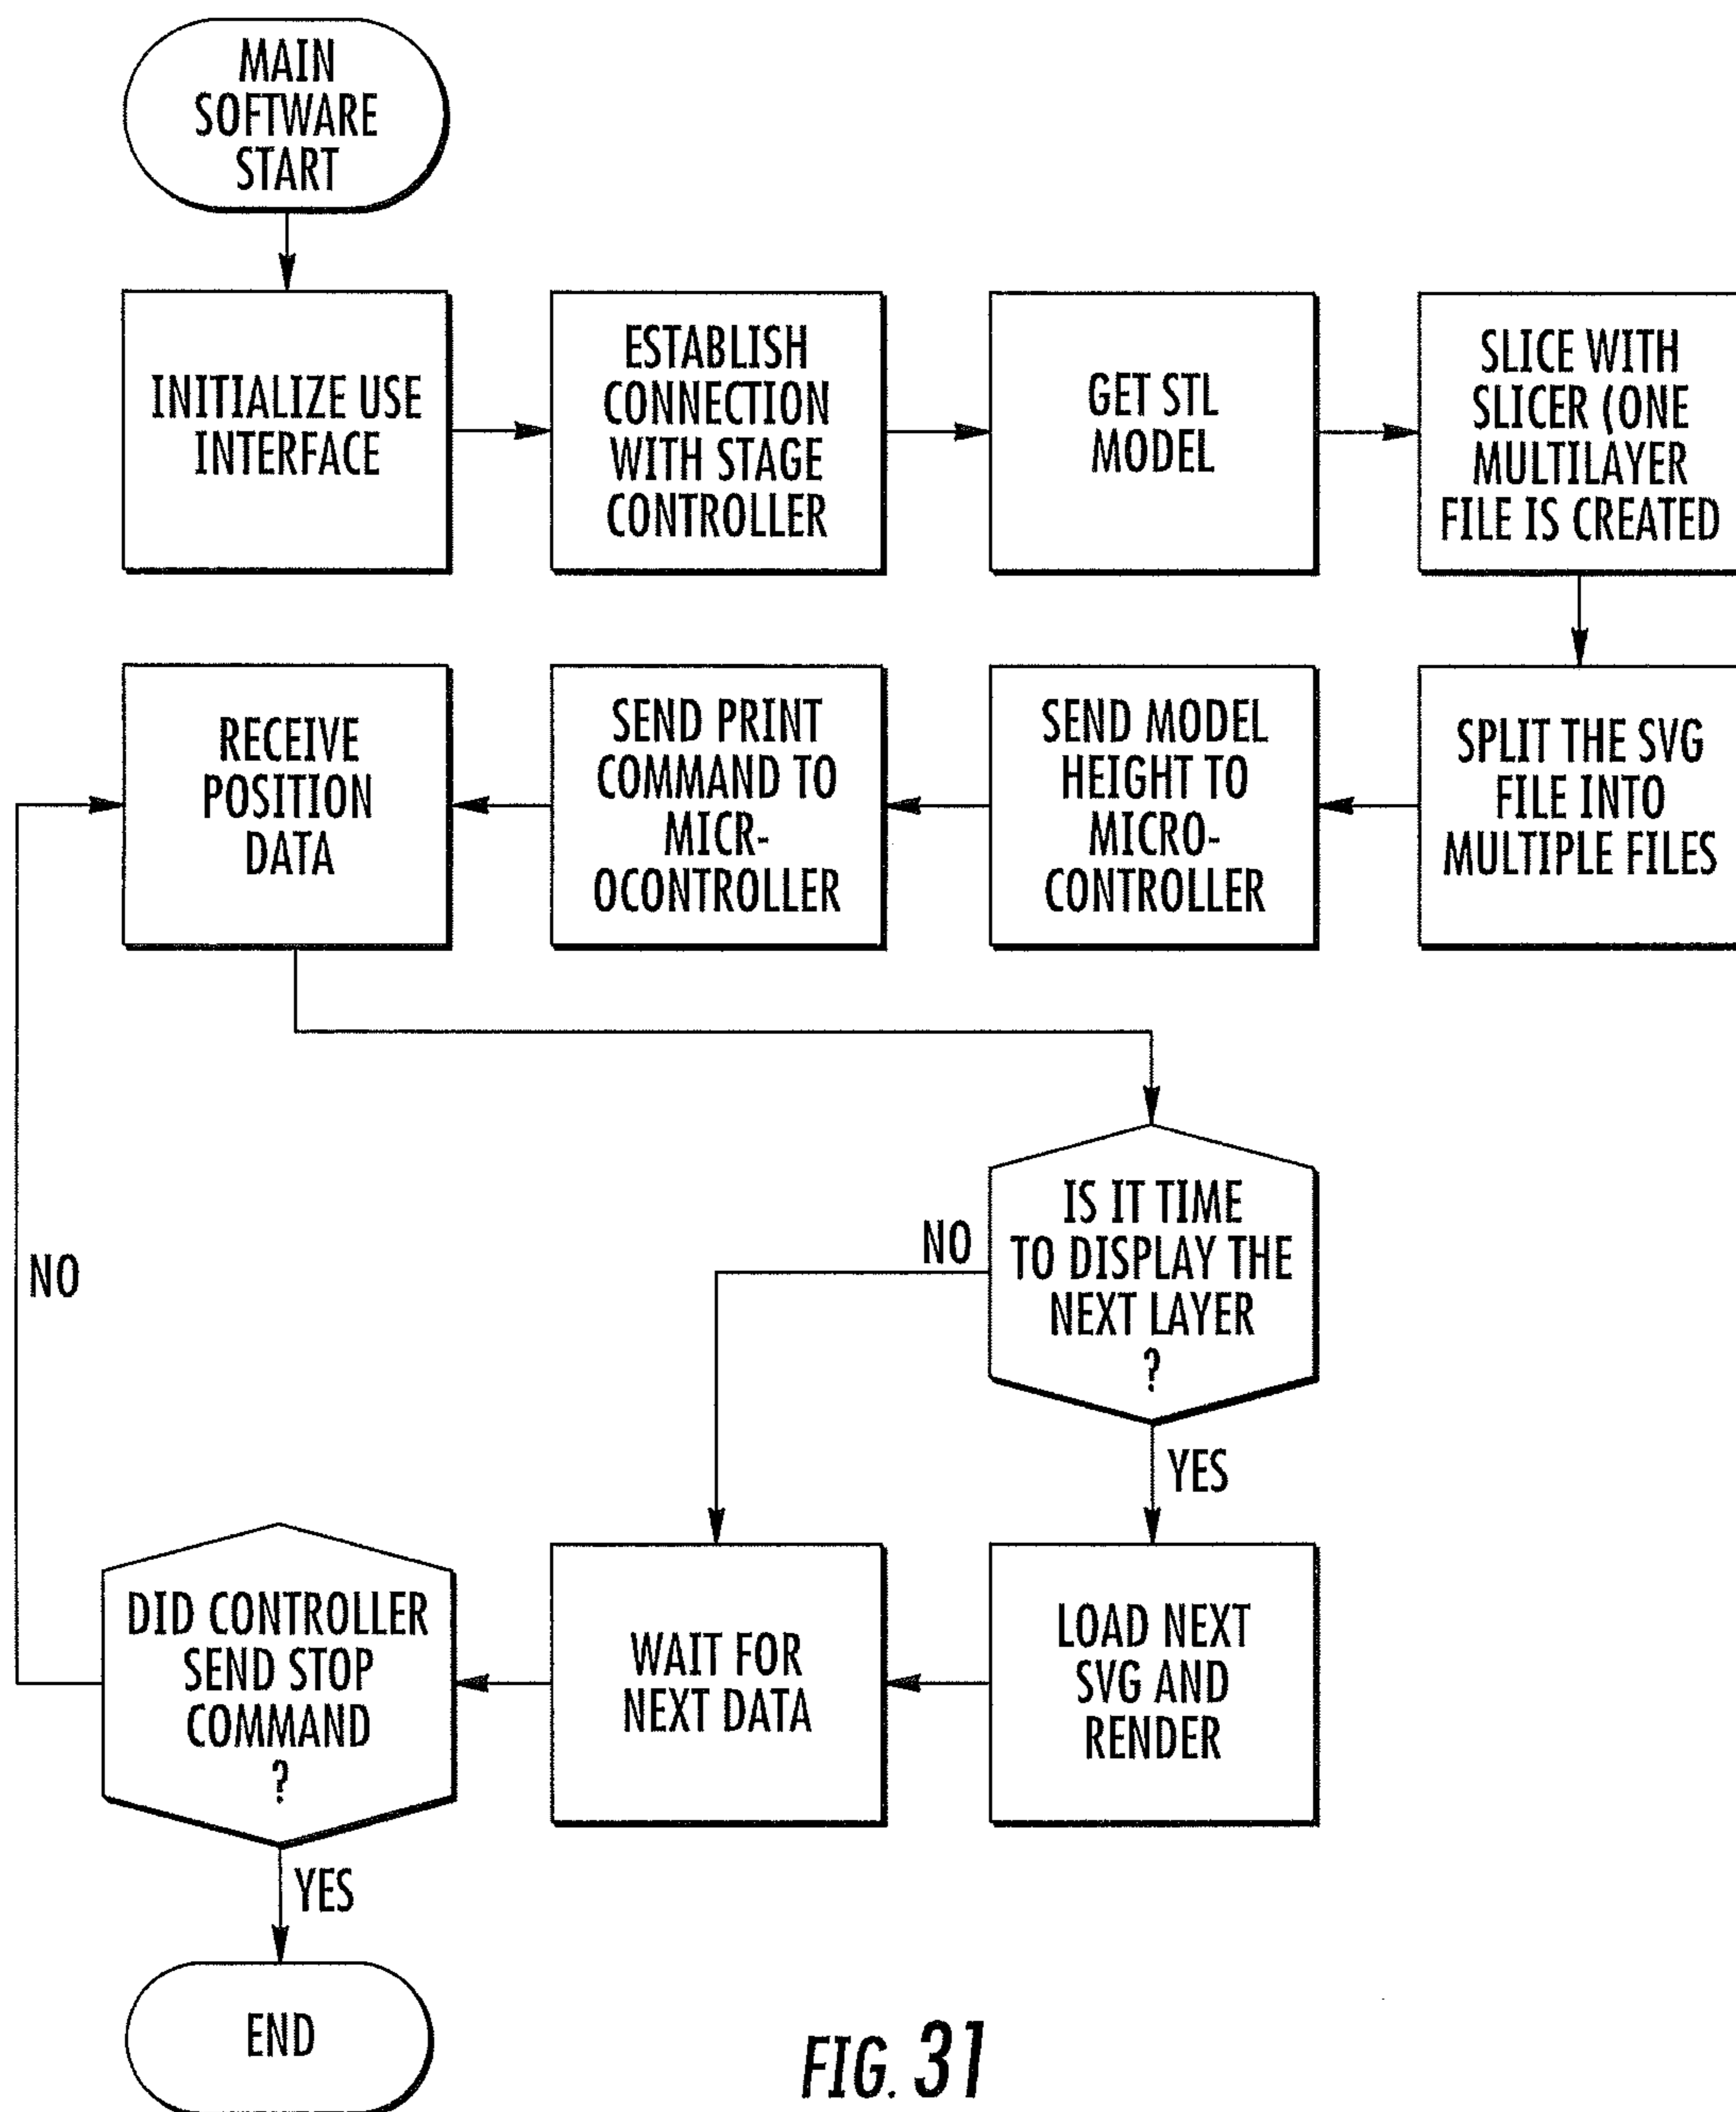 MAIN
SOFTWARE
START
INITIALIZE USE
INTERFACE
ESTABLISH
CONNECTION
WITH STAGE
CONTROLLER
GET STL
MODEL
SLICE WITH
SLICER (ONE
MULTILAYER
FILE IS CREATED
SPLIT THE SVG
FILE INTO
MULTIPLE FILES
SEND MODEL
HEIGHT TO
MICRO-
CONTROLLER
SEND PRINT
COMMAND TO
MICR-
OCONTROLLER
RECEIVE
POSITION
DATA
IS IT TIME
TO DISPLAY THE
NEXT LAYER
?
NO
YES
LOAD NEXT
SVG AND
RENDER
WAIT FOR
NEXT DATA
DID CONTROLLER
SEND STOP
COMMAND
?
NO
YES
END
FIG. 31